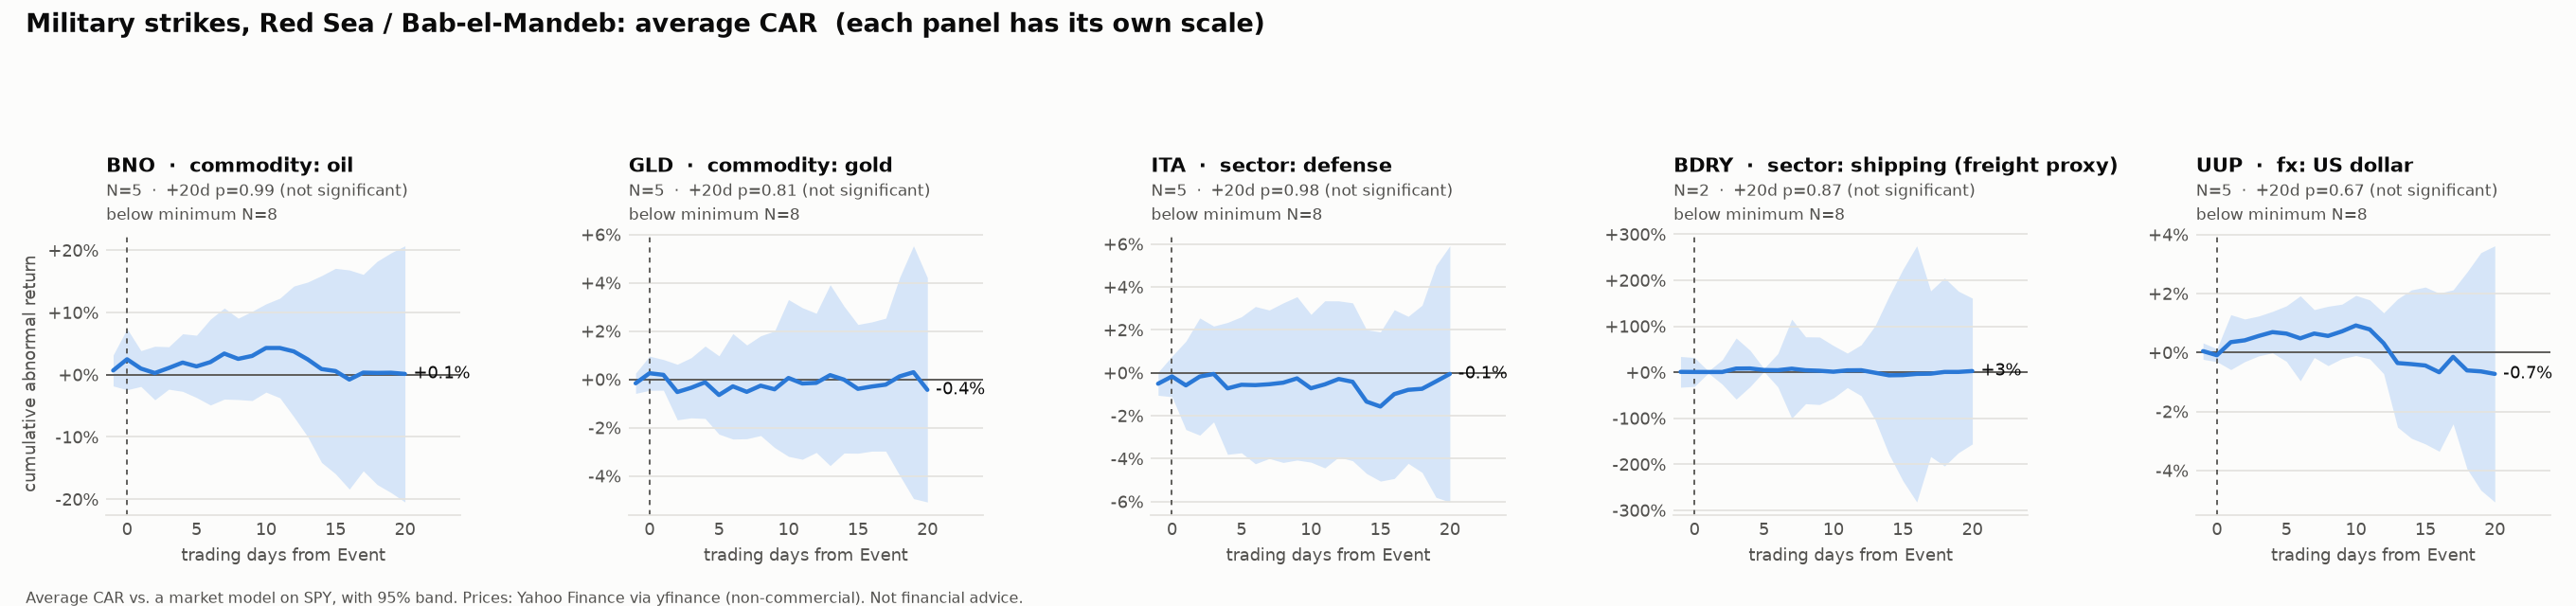 Military strikes, Red Sea / Bab-el-Mandeb: average CAR  (each panel has its own scale)
BNO · commodity: oil
N=5 · +20d p=0.99 (not significant)
below minimum N=8
+20%
+10%
+0%
-10%
-20%
cumulative abnormal return
+0.1%
0 5 10 15 20
trading days from Event
GLD · commodity: gold
N=5 · +20d p=0.81 (not significant)
below minimum N=8
+6%
+4%
+2%
+0%
-2%
-4%
-0.4%
0 5 10 15 20
trading days from Event
ITA · sector: defense
N=5 · +20d p=0.98 (not significant)
below minimum N=8
+6%
+4%
+2%
+0%
-2%
-4%
-6%
-0.1%
0 5 10 15 20
trading days from Event
BDRY · sector: shipping (freight proxy)
N=2 · +20d p=0.87 (not significant)
below minimum N=8
+300%
+200%
+100%
+0%
-100%
-200%
-300%
+3%
0 5 10 15 20
trading days from Event
UUP · fx: US dollar
N=5 · +20d p=0.67 (not significant)
below minimum N=8
+4%
+2%
+0%
-2%
-4%
-0.7%
0 5 10 15 20
trading days from Event
Average CAR vs. a market model on SPY, with 95% band. Prices: Yahoo Finance via yfinance (non-commercial). Not financial advice.